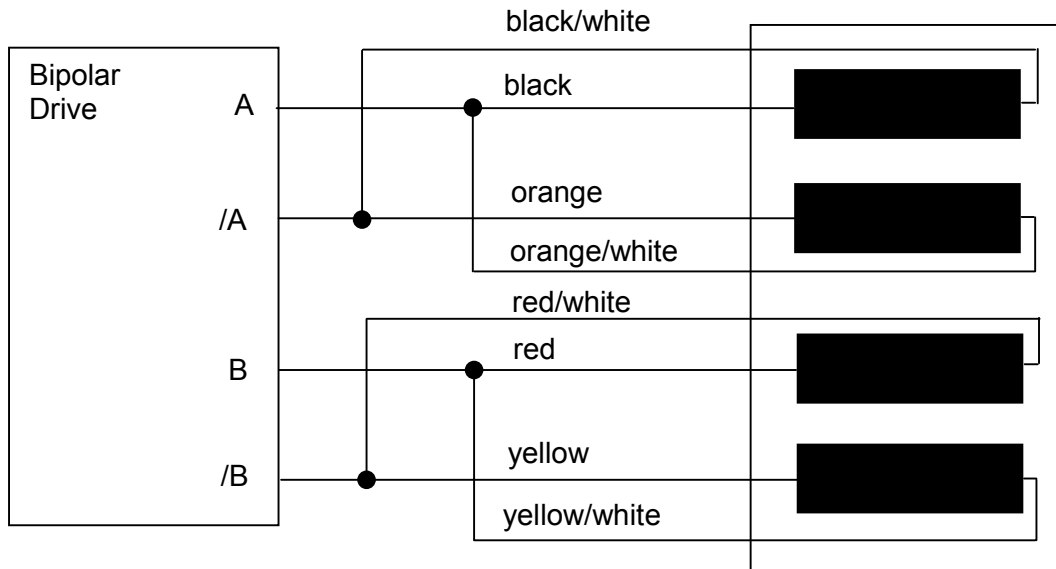 Bipolar
Drive
A
/A
B
/B
black/white
black
orange
orange/white
red/white
red
yellow
yellow/white